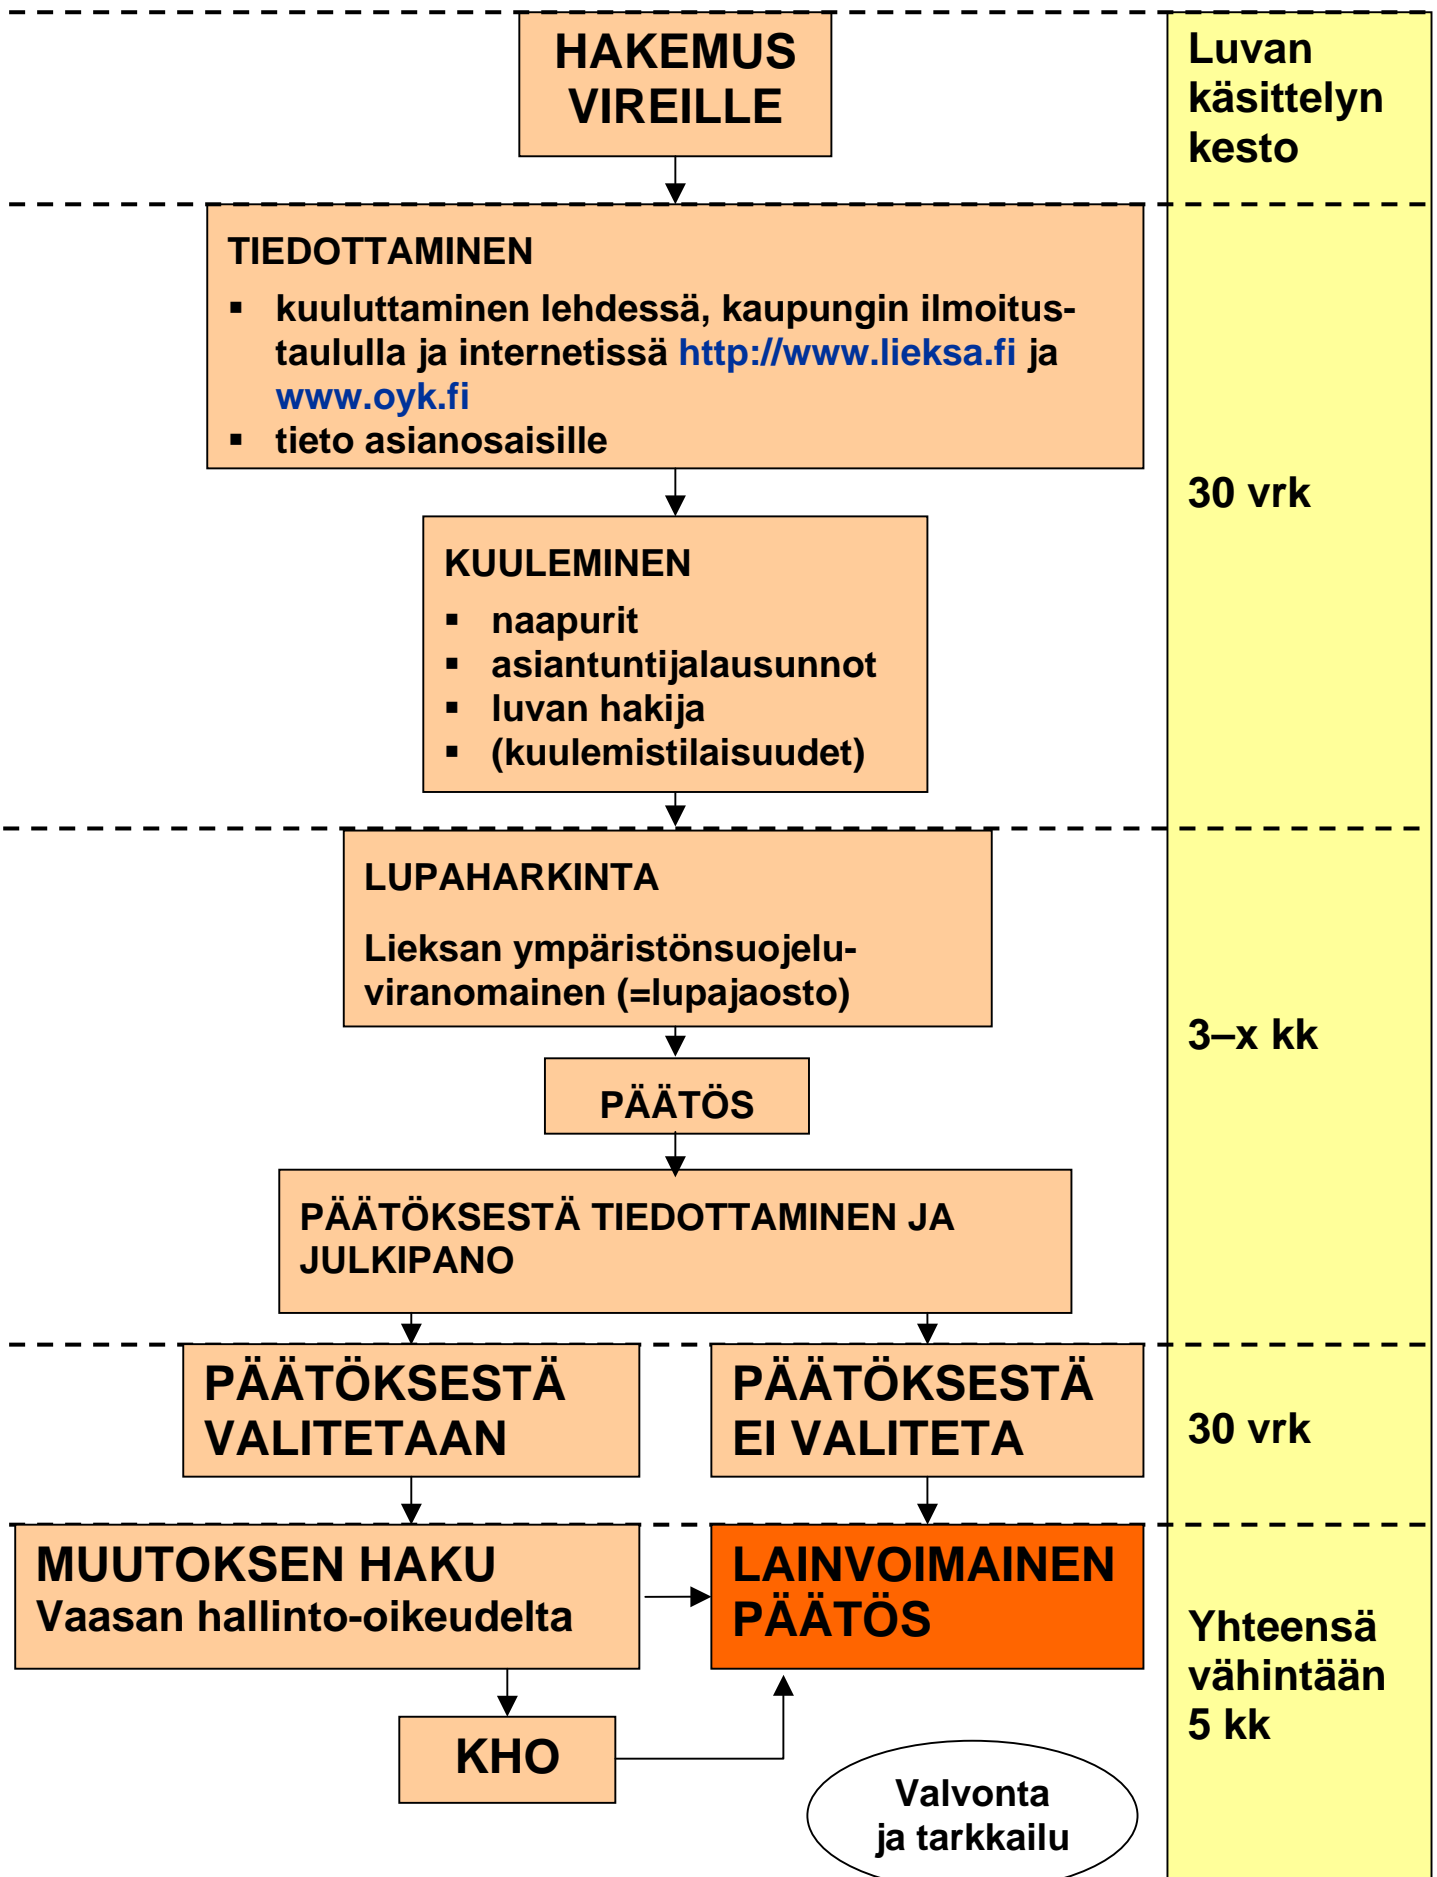 HAKEMUS
VIREILLE
Luvan
käsittelyn
kesto
TIEDOTTAMINEN
▪ kuuluttaminen lehdessä, kaupungin ilmoitus-
taululla ja internetissä http://www.lieksa.fi ja
www.oyk.fi
▪ tieto asianosaisille
30 vrk
KUULEMINEN
▪ naapurit
▪ asiantuntijalausunnot
▪ luvan hakija
▪ (kuulemistilaisuudet)
LUPAHARKINTA
Lieksan ympäristönsuojelu-
viranomainen (=lupajaosto)
3–x kk
PÄÄTÖS
PÄÄTÖKSESTÄ TIEDOTTAMINEN JA
JULKIPANO
PÄÄTÖKSESTÄ
VALITETAAN
PÄÄTÖKSESTÄ
EI VALITETA
30 vrk
MUUTOKSEN HAKU
Vaasan hallinto-oikeudelta
LAINVOIMAINEN
PÄÄTÖS
Yhteensä
vähintään
5 kk
KHO
Valvonta
ja tarkkailu